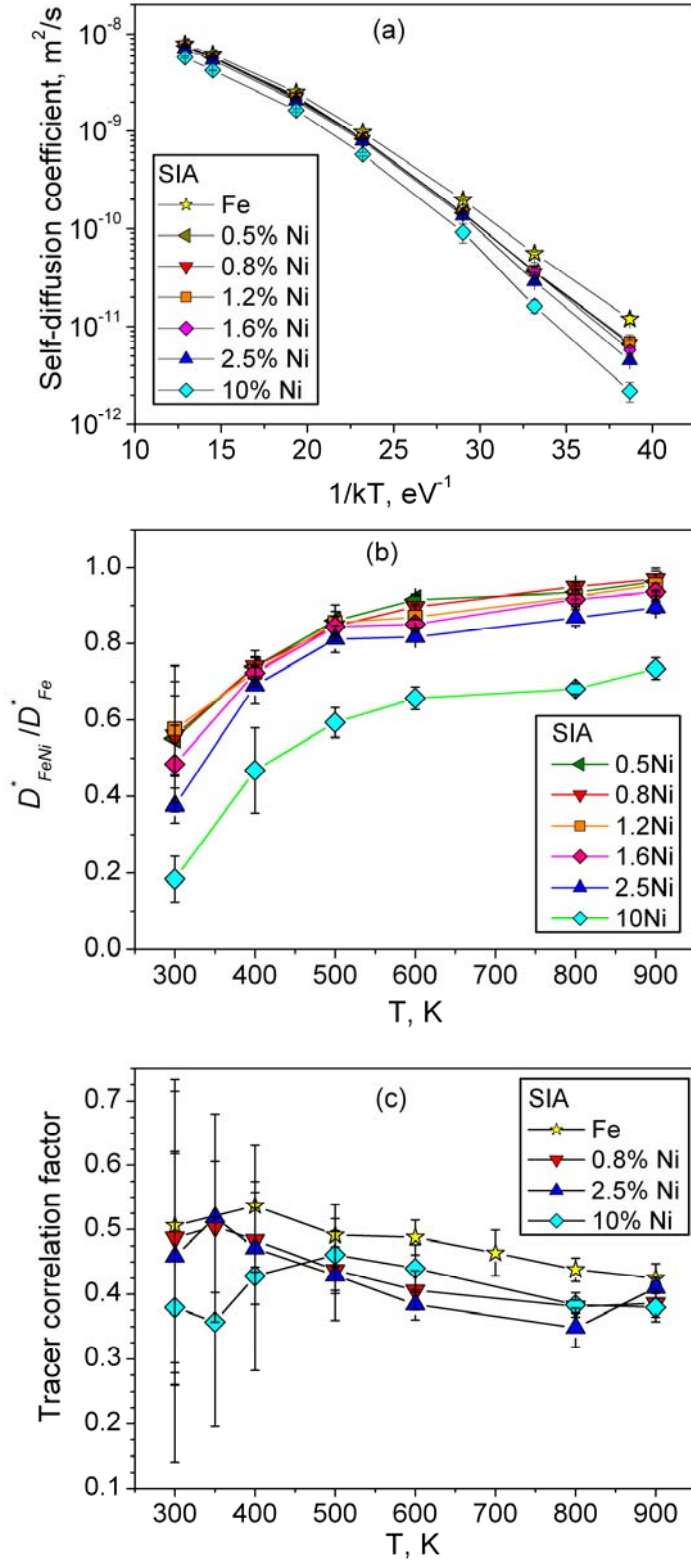 (a)
Self-diffusion coefficient, m²/s
10⁻⁸
10⁻⁹
10⁻¹⁰
10⁻¹¹
10⁻¹²
SIA
Fe
0.5% Ni
0.8% Ni
1.2% Ni
1.6% Ni
2.5% Ni
10% Ni
10 15 20 25 30 35 40
1/kT, eV⁻¹
(b)
D*FeNi /D*Fe
1.0
0.8
0.6
0.4
0.2
0.0
SIA
0.5Ni
0.8Ni
1.2Ni
1.6Ni
2.5Ni
10Ni
300 400 500 600 700 800 900
T, K
(c)
Tracer correlation factor
0.7
0.6
0.5
0.4
0.3
0.2
0.1
SIA
Fe
0.8% Ni
2.5% Ni
10% Ni
300 400 500 600 700 800 900
T, K